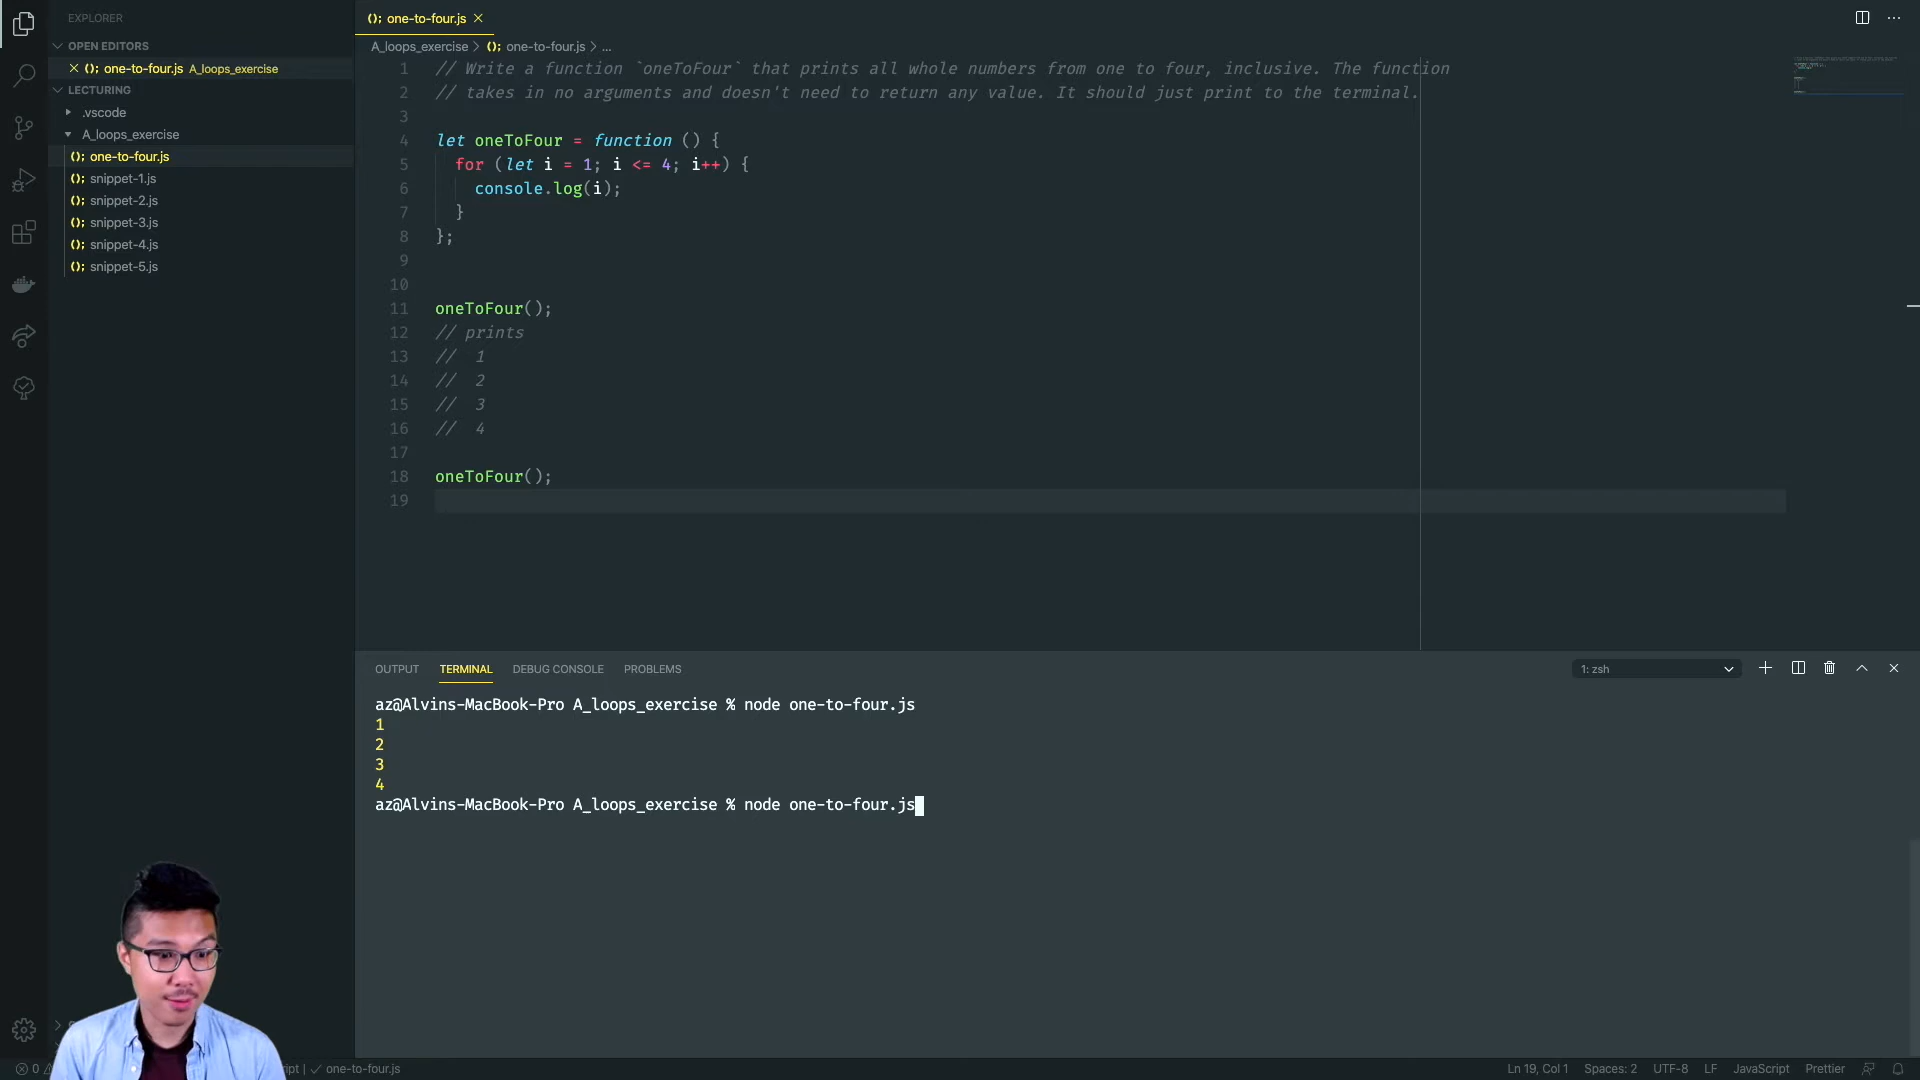 EXPLORER
OPEN EDITORS
one-to-four.js A_loops_exercise
LECTURING
.vscode
A_loops_exercise
(); one-to-four.js
(); snippet-1.js
(); snippet-2.js
(); snippet-3.js
(); snippet-4.js
(); snippet-5.js
(); one-to-four.js
A_loops_exercise > (); one-to-four.js > ...
1 // Write a function `oneToFour` that prints all whole numbers from one to four, inclusive. The function
2 // takes in no arguments and doesn't need to return any value. It should just print to the terminal.
3
4 let oneToFour = function () {
5 for (let i = 1; i <= 4; i++) {
6 console.log(i);
7 }
8 };
9
10
11 oneToFour();
12 // prints
13 // 1
14 // 2
15 // 3
16 // 4
17
18 oneToFour();
19
OUTPUT TERMINAL DEBUG CONSOLE PROBLEMS 1: zsh
az@Alvins-MacBook-Pro A_loops_exercise % node one-to-four.js
1
2
3
4
az@Alvins-MacBook-Pro A_loops_exercise % node one-to-four.js
0 ipt | ✓ one-to-four.js Ln 19, Col 1 Spaces: 2 UTF-8 LF JavaScript Prettier